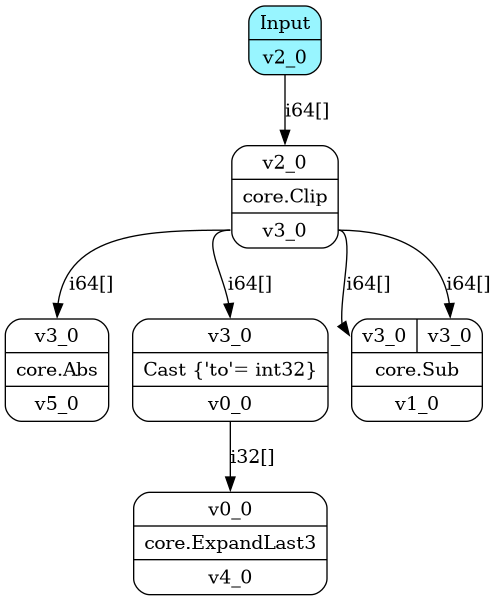 Input
v2_0
i64[]
v2_0
core.Clip
v3_0
i64[] i64[] i64[] i64[]
v3_0
core.Abs
v5_0
v3_0
Cast {'to'= int32}
v0_0
v3_0 v3_0
core.Sub
v1_0
i32[]
v0_0
core.ExpandLast3
v4_0